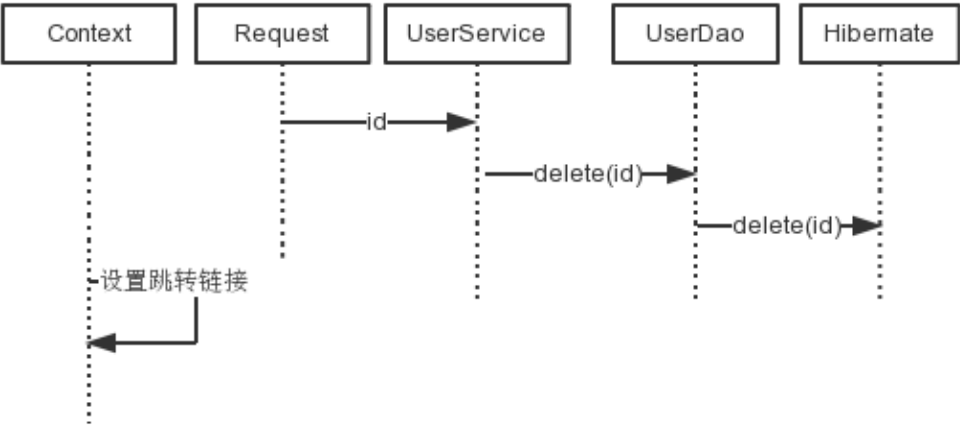 Context
Request
UserService
UserDao
Hibernate
id
delete(id)
delete(id)
设置跳转链接